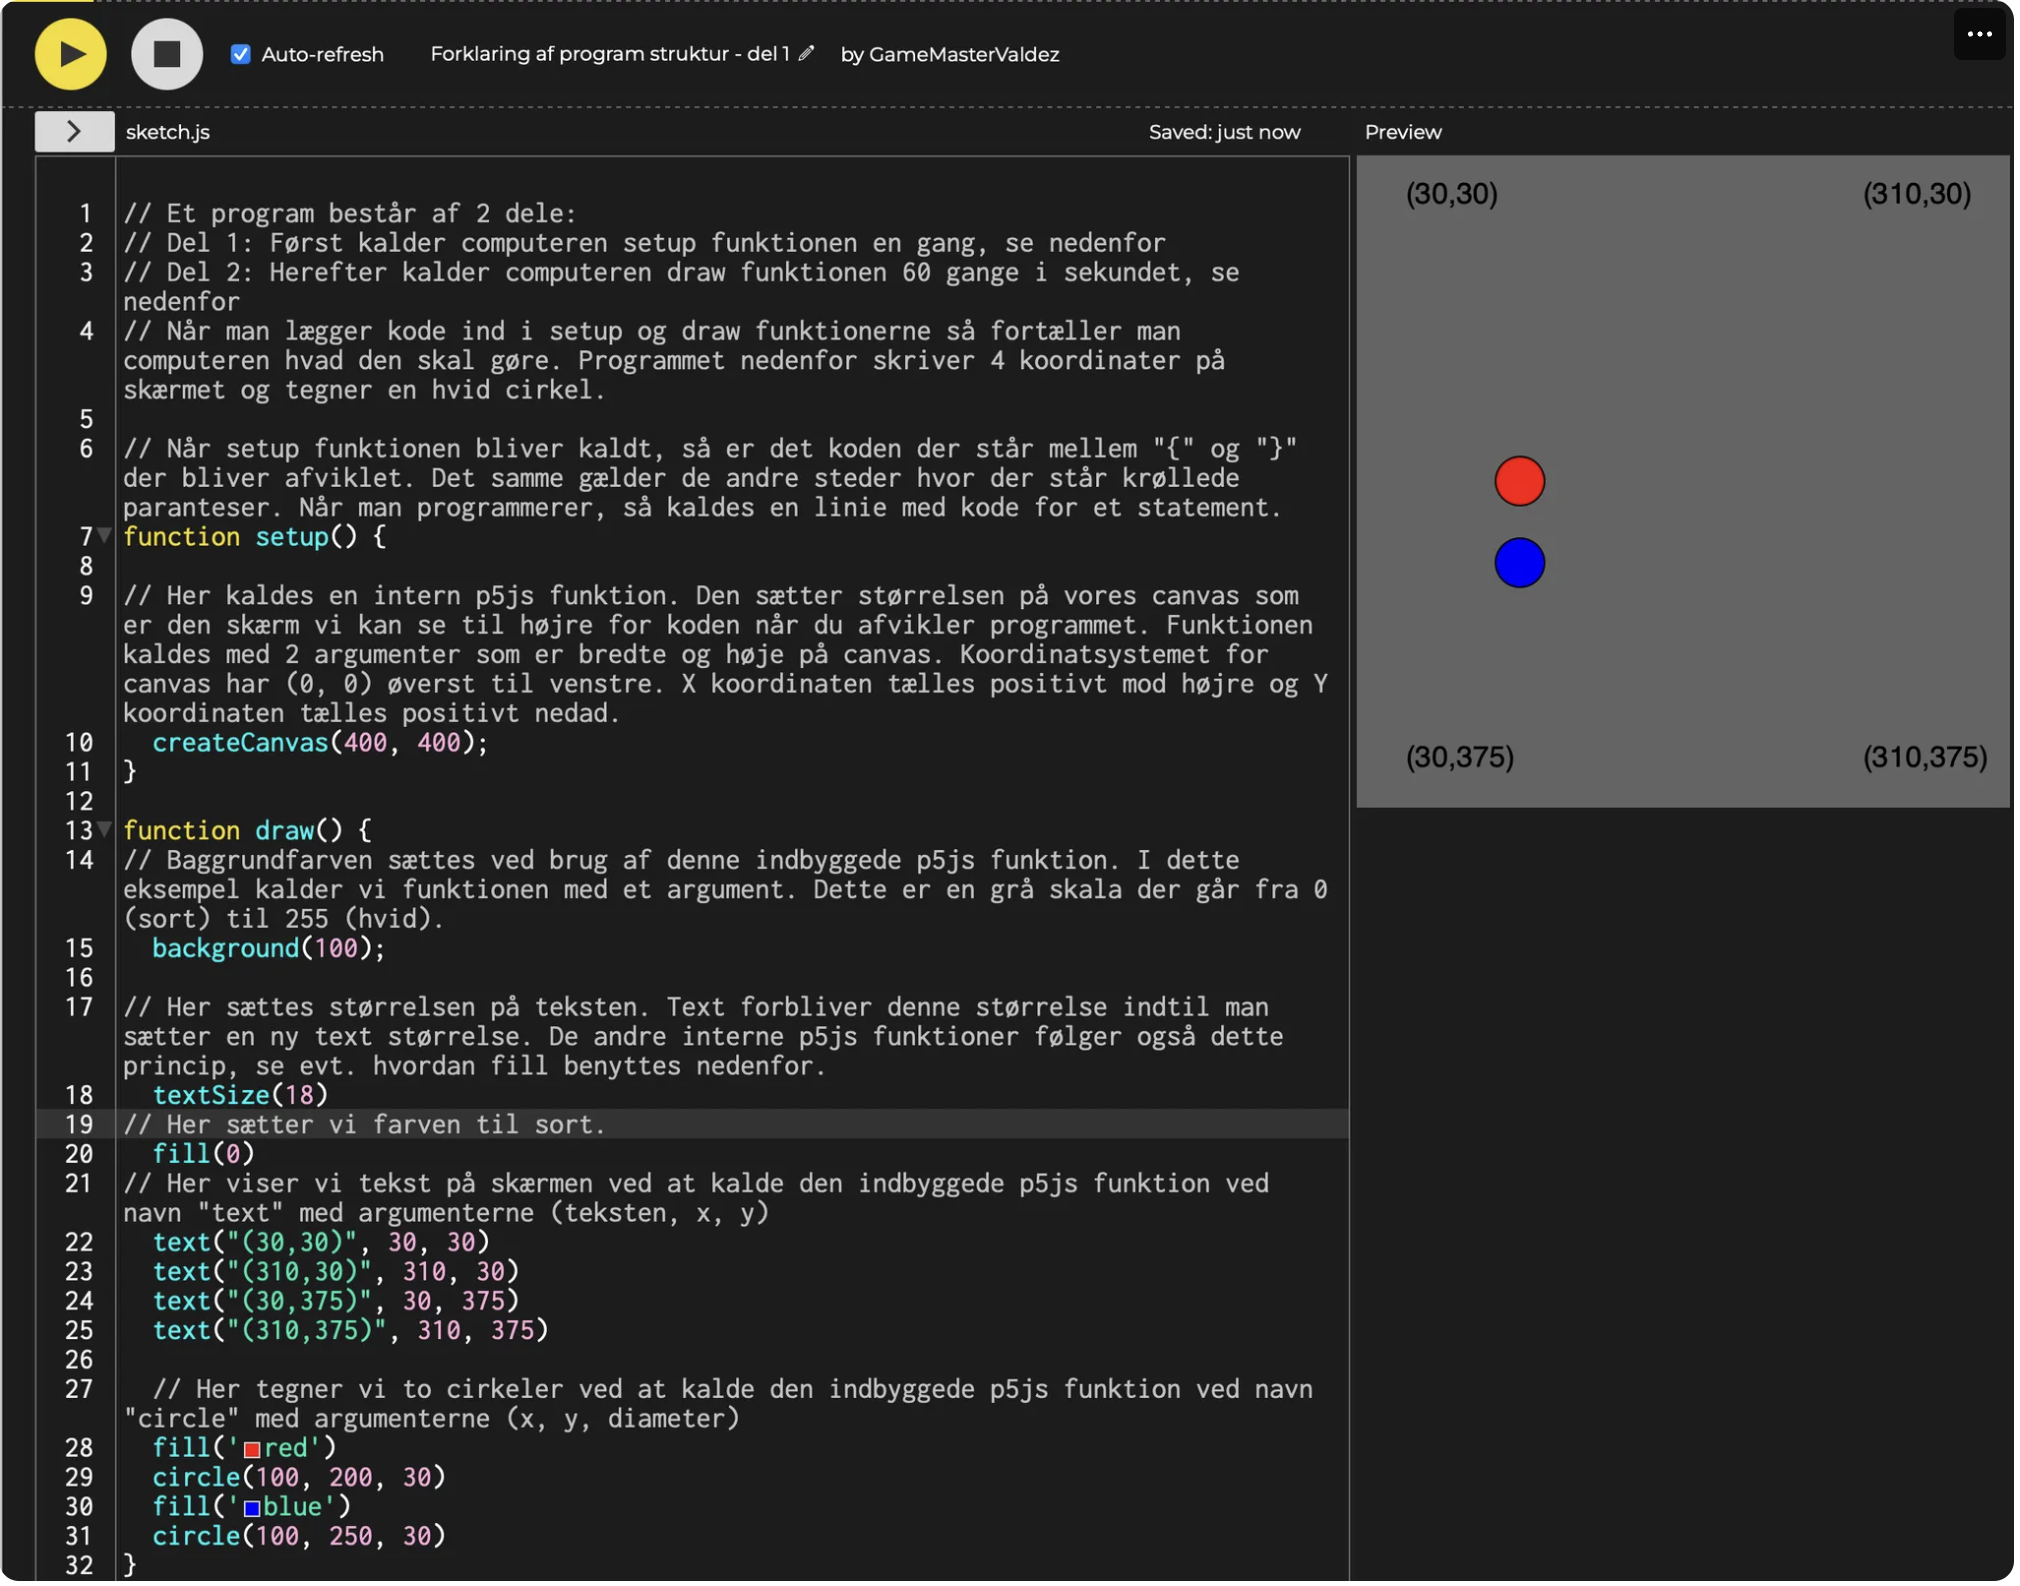 Auto-refresh
Forklaring af program struktur - del 1
by GameMasterValdez
sketch.js
Saved: just now
Preview
1 // Et program består af 2 dele:
2 // Del 1: Først kalder computeren setup funktionen en gang, se nedenfor
3 // Del 2: Herefter kalder computeren draw funktionen 60 gange i sekundet, se
nedenfor
4 // Når man lægger kode ind i setup og draw funktionerne så fortæller man
computeren hvad den skal gøre. Programmet nedenfor skriver 4 koordinater på
skærmet og tegner en hvid cirkel.
5
6 // Når setup funktionen bliver kaldt, så er det koden der står mellem "{" og "}"
der bliver afviklet. Det samme gælder de andre steder hvor der står krøllede
paranteser. Når man programmerer, så kaldes en linie med kode for et statement.
7 function setup() {
8
9 // Her kaldes en intern p5js funktion. Den sætter størrelsen på vores canvas som
er den skærm vi kan se til højre for koden når du afvikler programmet. Funktionen
kaldes med 2 argumenter som er bredte og høje på canvas. Koordinatsystemet for
canvas har (0, 0) øverst til venstre. X koordinaten tælles positivt mod højre og Y
koordinaten tælles positivt nedad.
10 createCanvas(400, 400);
11 }
12
13 function draw() {
14 // Baggrundfarven sættes ved brug af denne indbyggede p5js funktion. I dette
eksempel kalder vi funktionen med et argument. Dette er en grå skala der går fra 0
(sort) til 255 (hvid).
15 background(100);
16
17 // Her sættes størrelsen på teksten. Text forbliver denne størrelse indtil man
sætter en ny text størrelse. De andre interne p5js funktioner følger også dette
princip, se evt. hvordan fill benyttes nedenfor.
18 textSize(18)
19 // Her sætter vi farven til sort.
20 fill(0)
21 // Her viser vi tekst på skærmen ved at kalde den indbyggede p5js funktion ved
navn "text" med argumenterne (teksten, x, y)
22 text("(30,30)", 30, 30)
23 text("(310,30)", 310, 30)
24 text("(30,375)", 30, 375)
25 text("(310,375)", 310, 375)
26
27 // Her tegner vi to cirkeler ved at kalde den indbyggede p5js funktion ved navn
"circle" med argumenterne (x, y, diameter)
28 fill('red')
29 circle(100, 200, 30)
30 fill('blue')
31 circle(100, 250, 30)
32 }
(30,30)
(310,30)
(30,375)
(310,375)